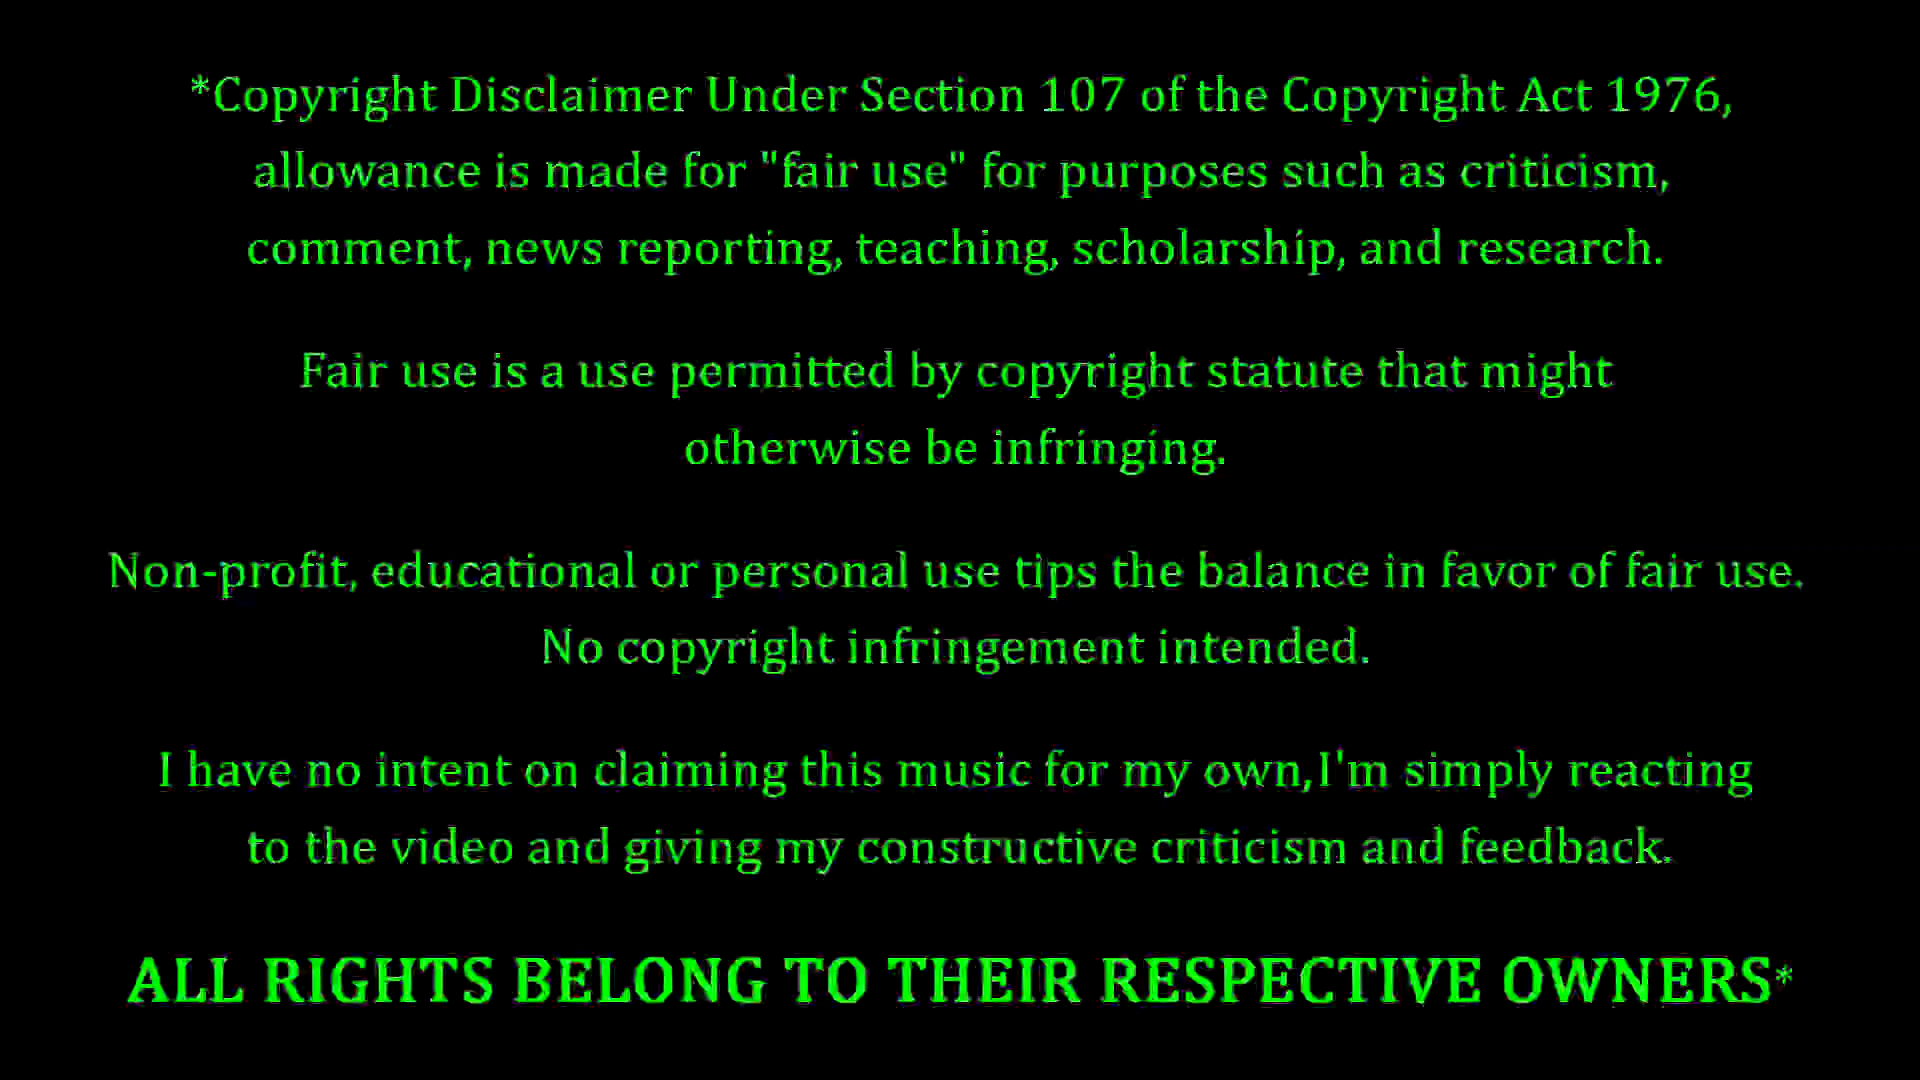 *Copyright Disclaimer Under Section 107 of the Copyright Act 1976,
allowance is made for "fair use" for purposes such as criticism,
comment, news reporting, teaching, scholarship, and research.
Fair use is a use permitted by copyright statute that might
otherwise be infringing.
Non-profit, educational or personal use tips the balance in favor of fair use.
No copyright infringement intended.
I have no intent on claiming this music for my own,I'm simply reacting
to the video and giving my constructive criticism and feedback.
ALL RIGHTS BELONG TO THEIR RESPECTIVE OWNERS*